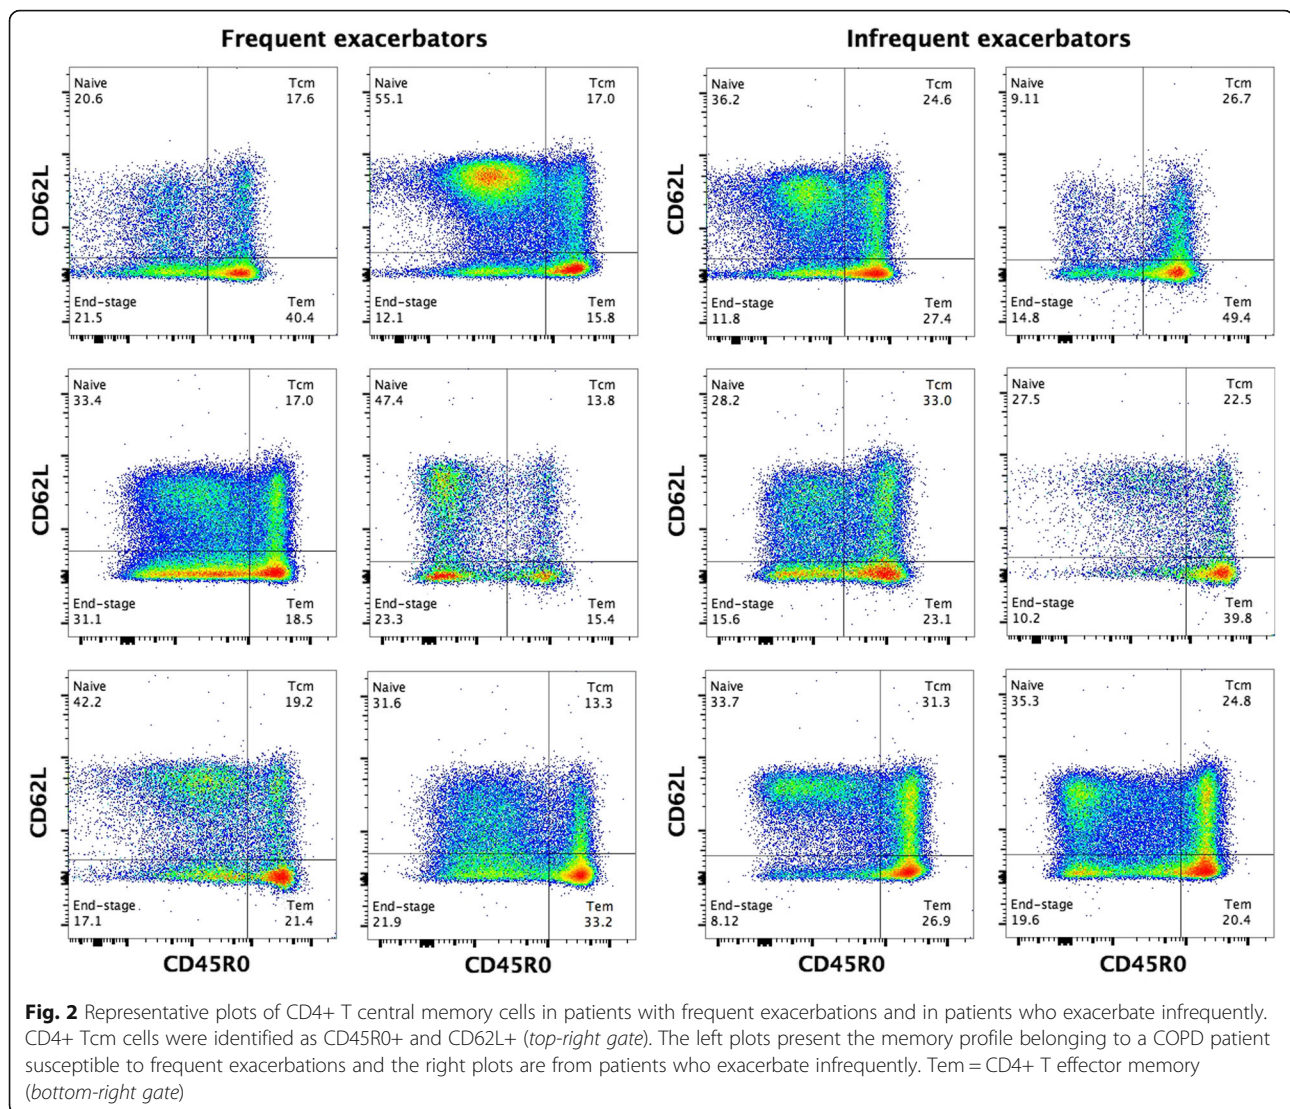 Frequent exacerbators
Infrequent exacerbators
Naive Tcm
20.6 17.6
CD62L
End-stage Tem
21.5 40.4
Naive Tcm
55.1 17.0
End-stage Tem
12.1 15.8
Naive Tcm
36.2 24.6
CD62L
End-stage Tem
11.8 27.4
Naive Tcm
9.11 26.7
End-stage Tem
14.8 49.4
Naive Tcm
33.4 17.0
CD62L
End-stage Tem
31.1 18.5
Naive Tcm
47.4 13.8
End-stage Tem
23.3 15.4
Naive Tcm
28.2 33.0
CD62L
End-stage Tem
15.6 23.1
Naive Tcm
27.5 22.5
End-stage Tem
10.2 39.8
Naive Tcm
42.2 19.2
CD62L
End-stage Tem
17.1 21.4
CD45R0
Naive Tcm
31.6 13.3
End-stage Tem
21.9 33.2
CD45R0
Naive Tcm
33.7 31.3
CD62L
End-stage Tem
8.12 26.9
CD45R0
Naive Tcm
35.3 24.8
End-stage Tem
19.6 20.4
CD45R0
Fig. 2 Representative plots of CD4+ T central memory cells in patients with frequent exacerbations and in patients who exacerbate infrequently.
CD4+ Tcm cells were identified as CD45R0+ and CD62L+ (top-right gate). The left plots present the memory profile belonging to a COPD patient
susceptible to frequent exacerbations and the right plots are from patients who exacerbate infrequently. Tem = CD4+ T effector memory
(bottom-right gate)